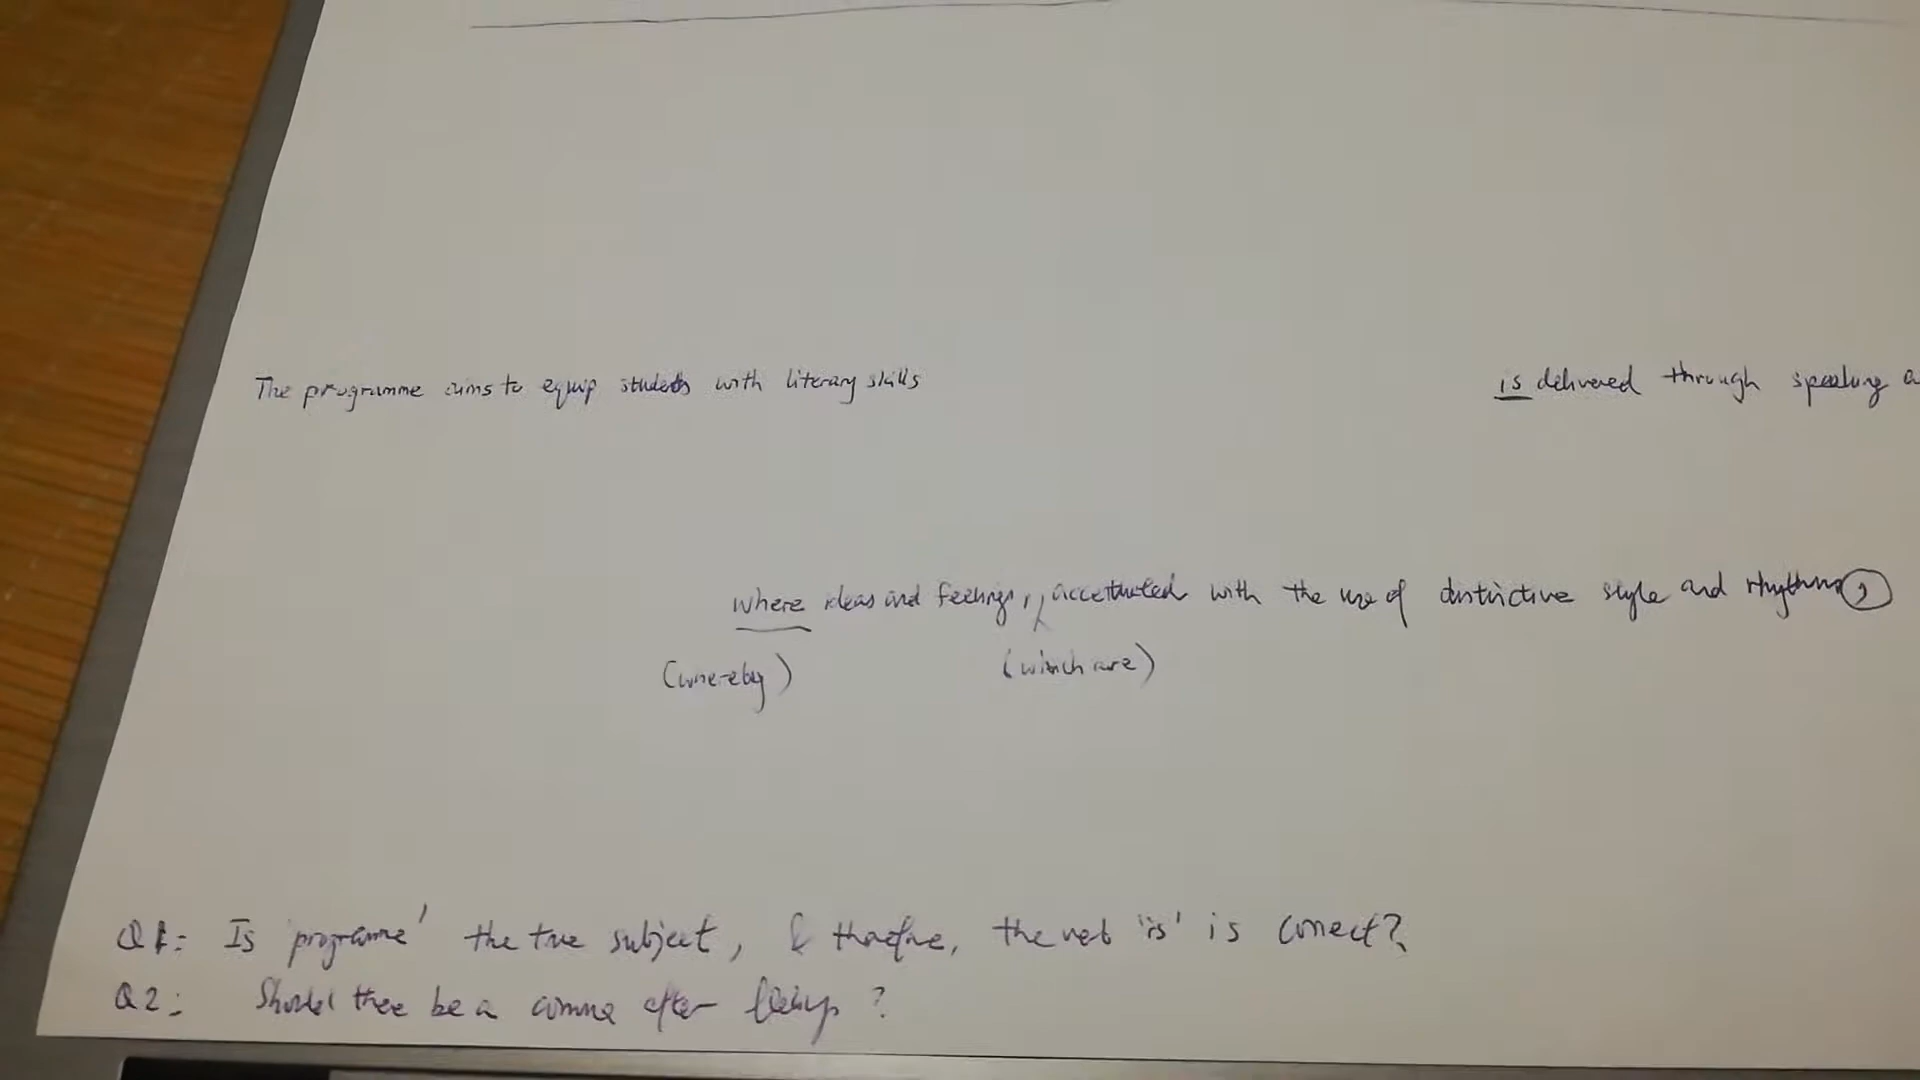 The programme aims to equip students with literary skills is delivered through speaking a
where ideas and feelings, , accentuated with the use of distinctive style and rhythm ,
(whereby) (which are)
Q1: Is 'programe' the true subject, & therefore, the verb 'is' is correct?
Q2: Should there be a comma after feelings?